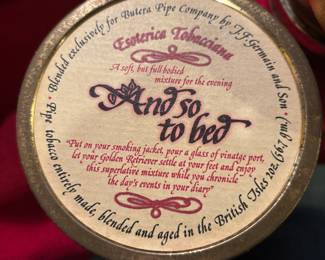 Blended exclusively for Butera Pipe Company by J.F.Germain and Son
Esoterica Tobacciana
A soft, but full bodied
mixture for the evening
And so
to bed
"Put on your smoking jacket, pour a glass of vinatge port,
let your Golden Retriever settle at your feet and enjoy
this superlative mixture while you chronicle
the day's events in your diary"
Pipe tobacco entirely made, blended and aged in the British Isles